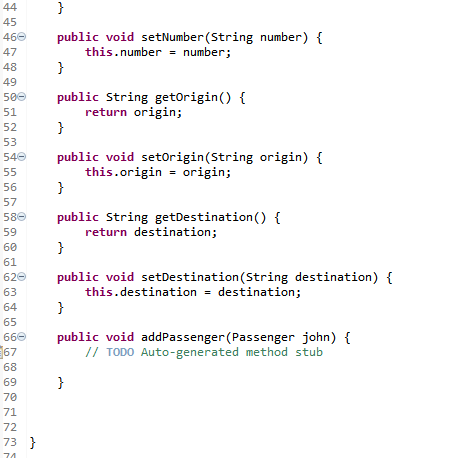 44 }
45
46 public void setNumber(String number) {
47 this.number = number;
48 }
49
50 public String getOrigin() {
51 return origin;
52 }
53
54 public void setOrigin(String origin) {
55 this.origin = origin;
56 }
57
58 public String getDestination() {
59 return destination;
60 }
61
62 public void setDestination(String destination) {
63 this.destination = destination;
64 }
65
66 public void addPassenger(Passenger john) {
67 // TODO Auto-generated method stub
68
69 }
70
71
72
73 }
74